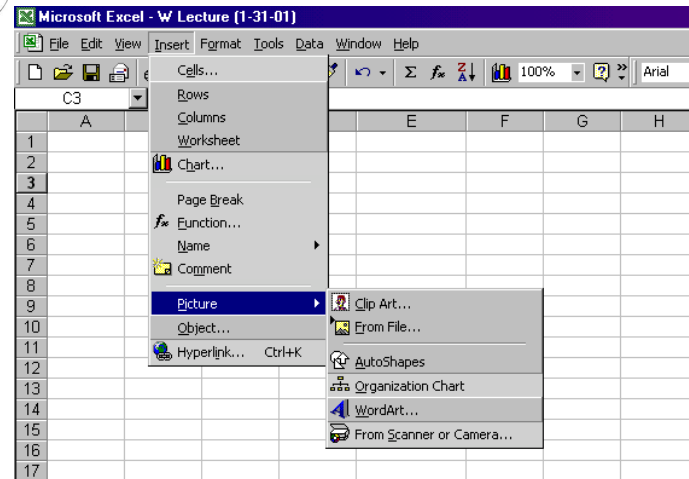 Microsoft Excel - W Lecture (1-31-01)
File Edit View Insert Format Tools Data Window Help
Σ fx 100% ? » Arial
C3
A E F G H
1
2
3
4
5
6
7
8
9
10
11
12
13
14
15
16
17
Cells...
Rows
Columns
Worksheet
Chart...
Page Break
fx Function...
Name
Comment
Picture
Object...
Hyperlink... Ctrl+K
Clip Art...
From File...
AutoShapes
Organization Chart
WordArt...
From Scanner or Camera...